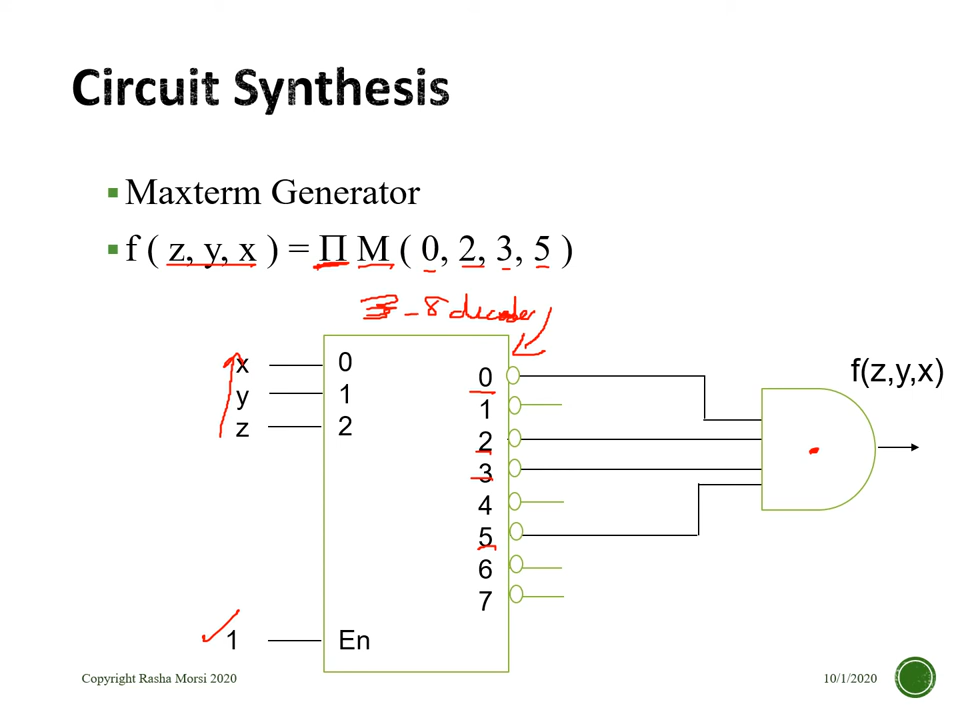 Circuit Synthesis
Maxterm Generator
f ( z, y, x ) = Π M ( 0, 2, 3, 5 )
3-8 decoder
x 0
y 1
z 2
0
1
2
3
4
5
6
7
f(z,y,x)
1 En
Copyright Rasha Morsi 2020
10/1/2020